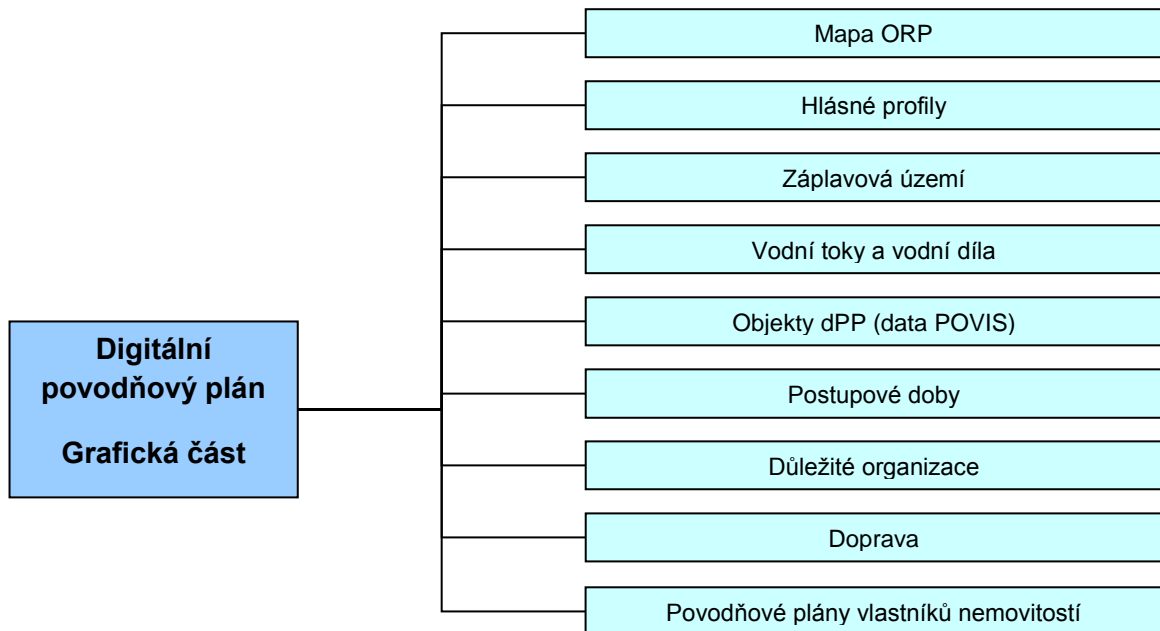 Digitální
povodňový plán
Grafická část
Mapa ORP
Hlásné profily
Záplavová území
Vodní toky a vodní díla
Objekty dPP (data POVIS)
Postupové doby
Důležité organizace
Doprava
Povodňové plány vlastníků nemovitostí